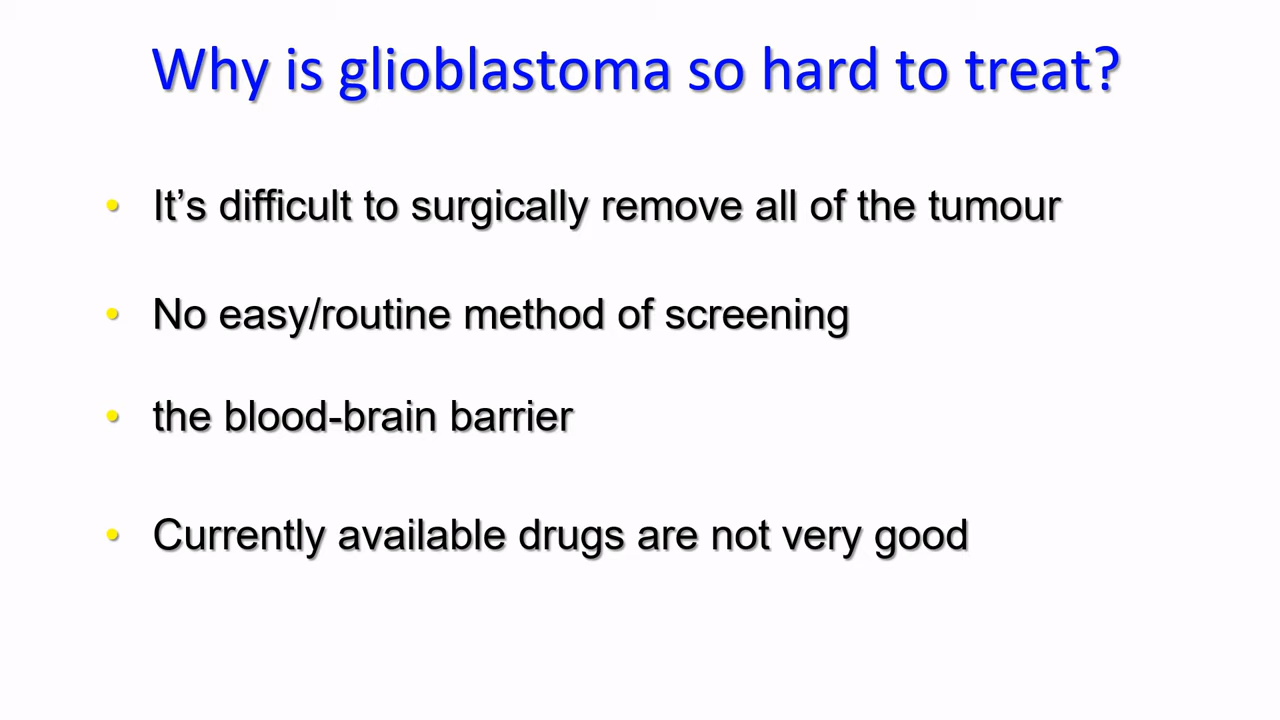 Why is glioblastoma so hard to treat?
• It’s difficult to surgically remove all of the tumour
• No easy/routine method of screening
• the blood-brain barrier
• Currently available drugs are not very good